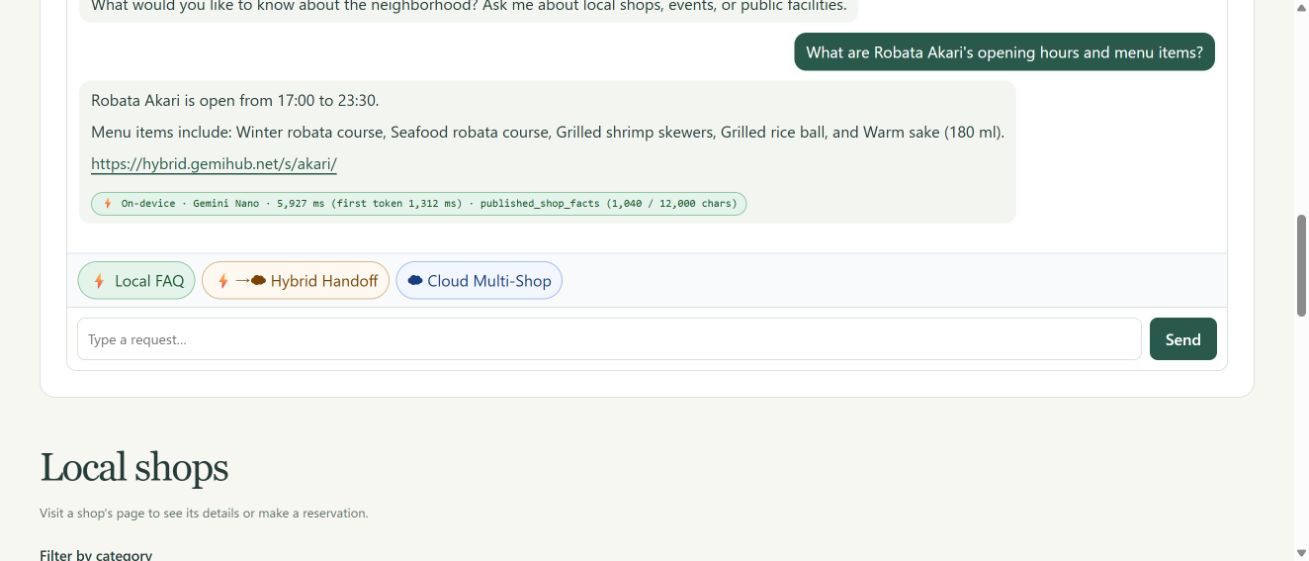 What would you like to know about the neighborhood? Ask me about local shops, events, or public facilities.
What are Robata Akari's opening hours and menu items?
Robata Akari is open from 17:00 to 23:30.
Menu items include: Winter robata course, Seafood robata course, Grilled shrimp skewers, Grilled rice ball, and Warm sake (180 ml).
https://hybrid.gemihub.net/s/akari/
⚡ On-device · Gemini Nano · 5,927 ms (first token 1,312 ms) · published_shop_facts (1,040 / 12,000 chars)
⚡ Local FAQ ⚡→☁ Hybrid Handoff ☁ Cloud Multi-Shop
Type a request... Send
Local shops
Visit a shop's page to see its details or make a reservation.
Filter by category